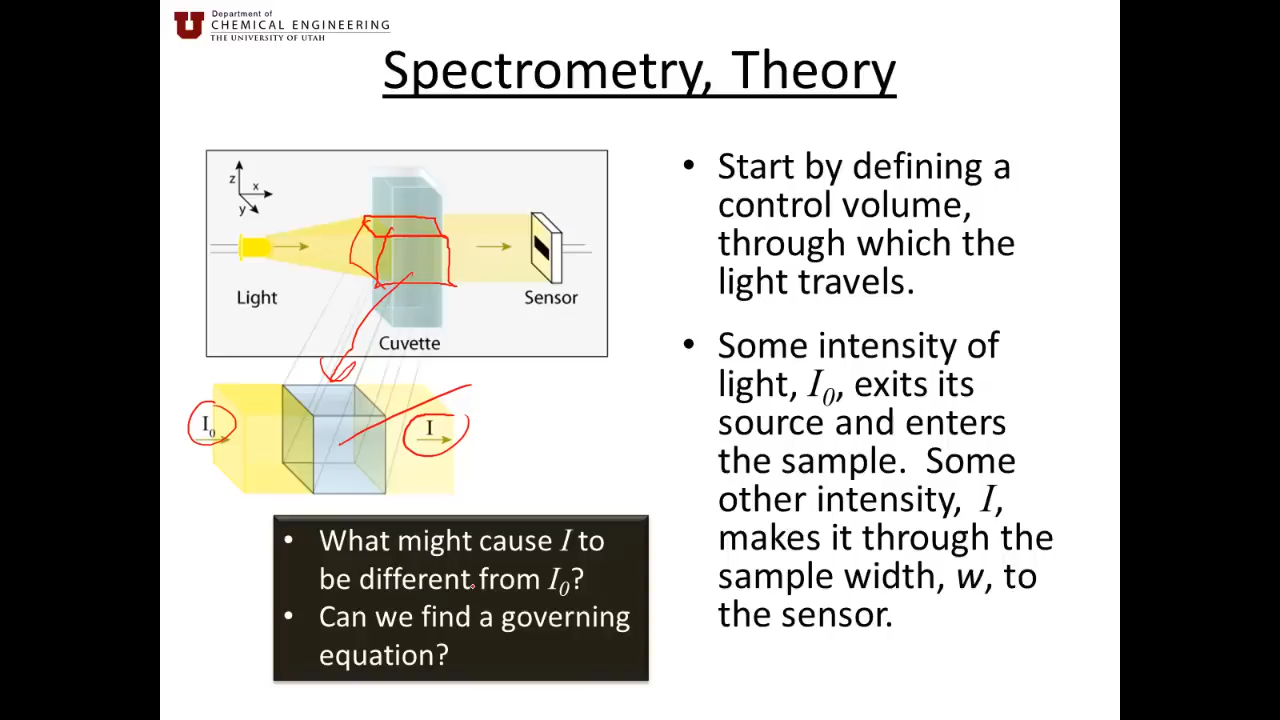 Department of
CHEMICAL ENGINEERING
THE UNIVERSITY OF UTAH
Spectrometry, Theory
z
x
y
Light
Sensor
Cuvette
I₀
I
• What might cause I to
be different from I₀?
• Can we find a governing
equation?
• Start by defining a
control volume,
through which the
light travels.
• Some intensity of
light, I₀, exits its
source and enters
the sample. Some
other intensity, I,
makes it through the
sample width, w, to
the sensor.